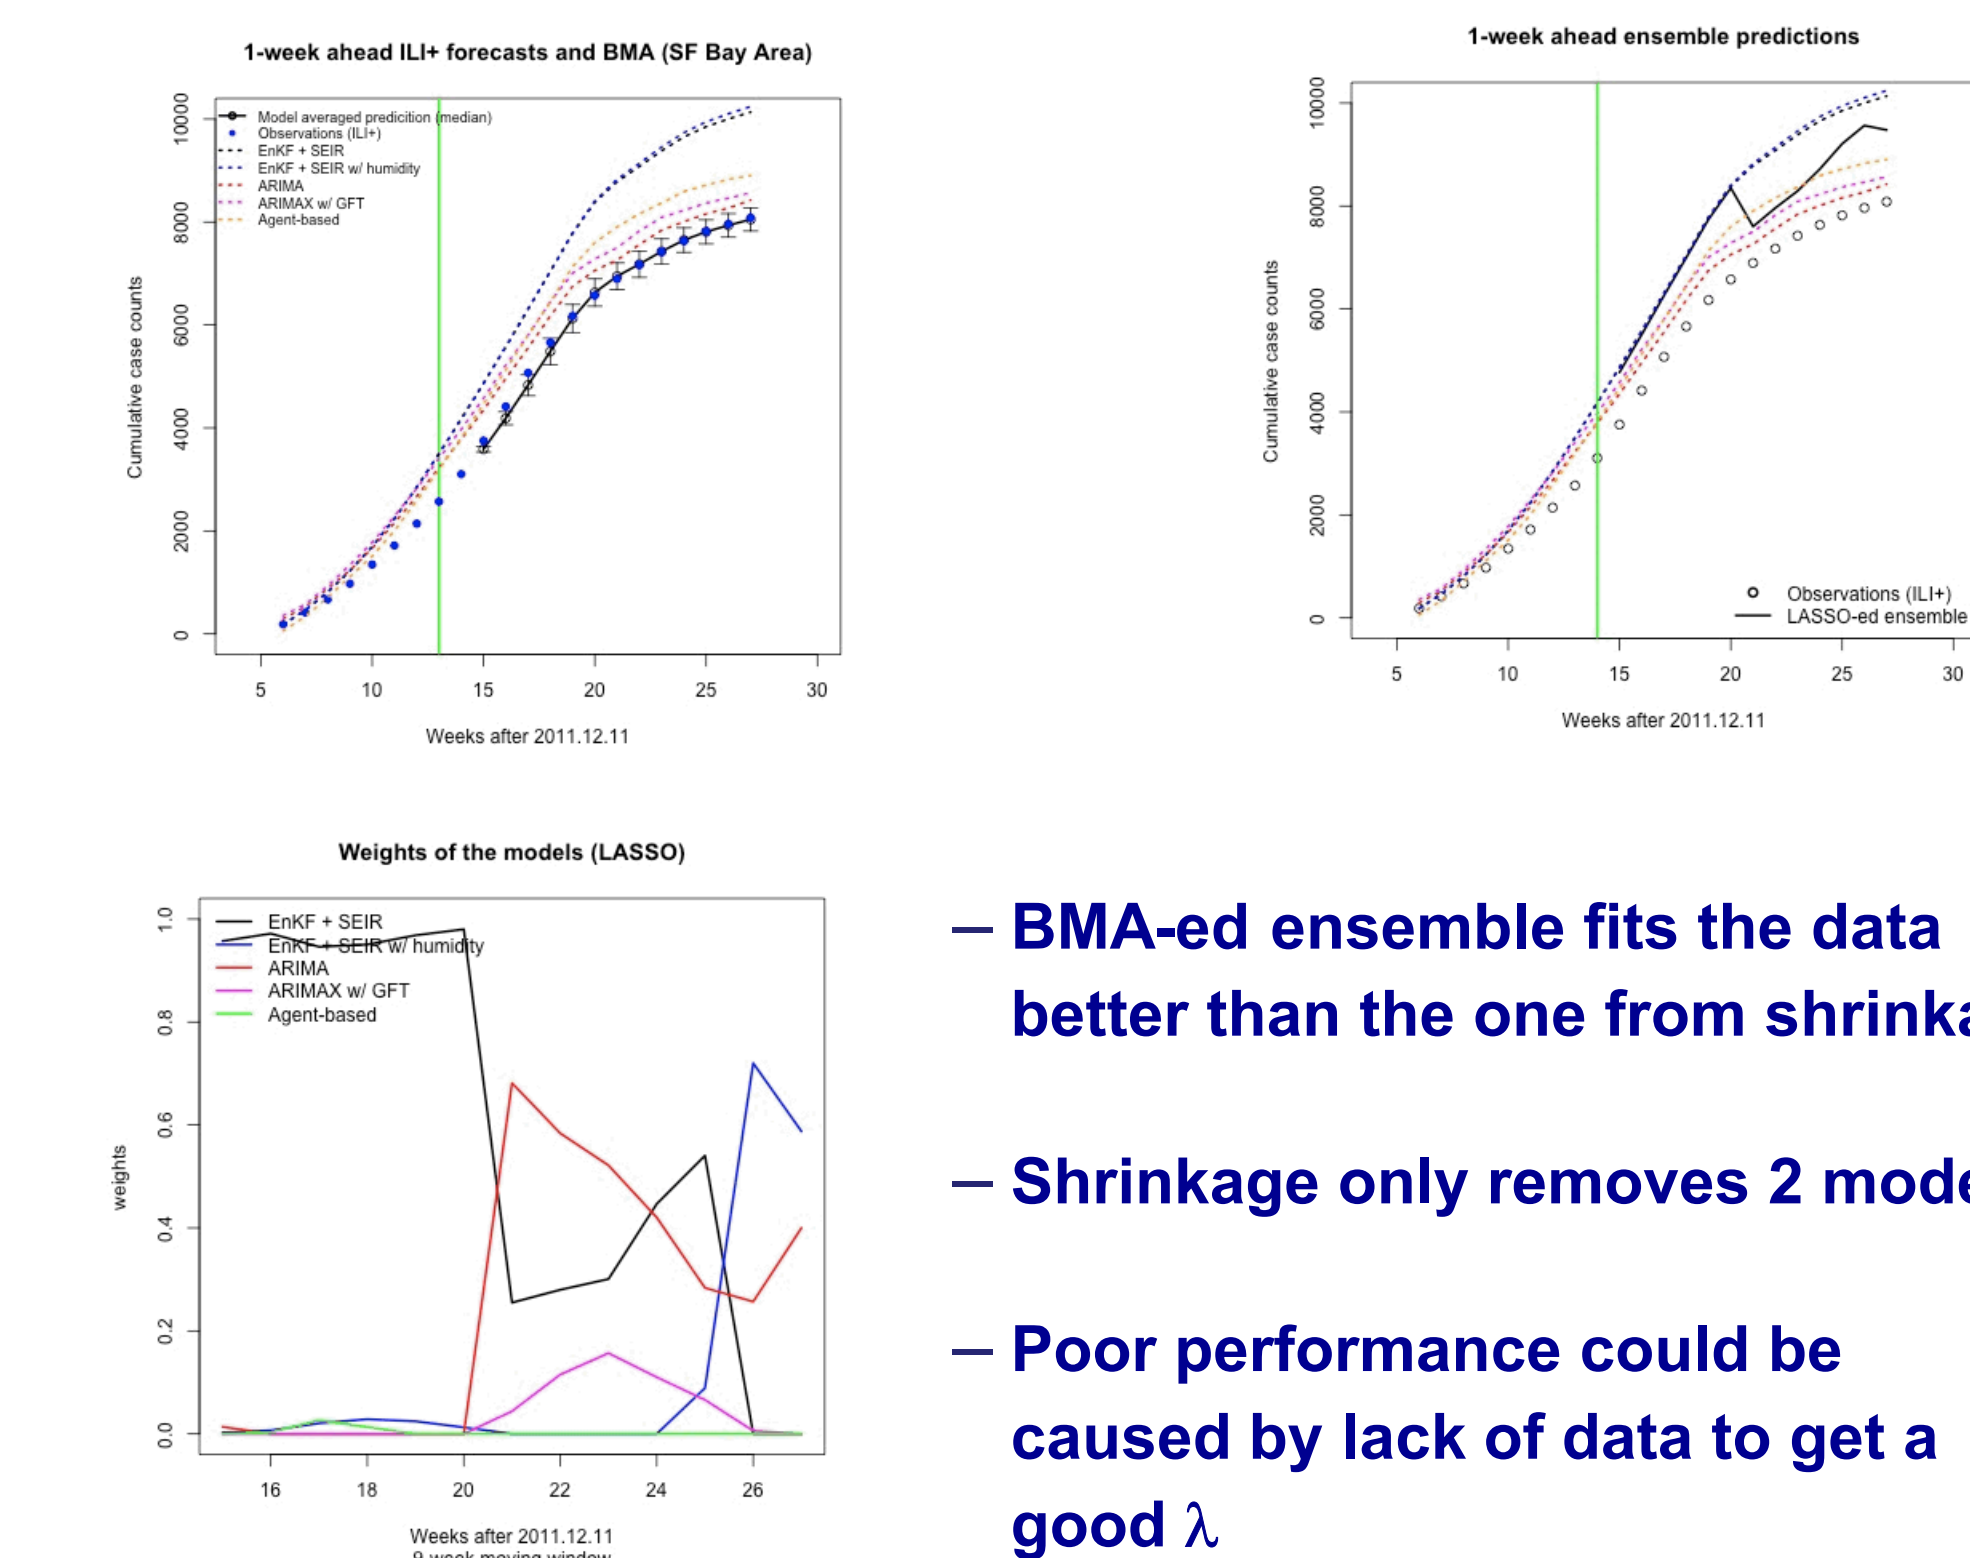 1-week ahead ILI+ forecasts and BMA (SF Bay Area)
Model averaged predicition (median)
Observations (ILI+)
EnKF + SEIR
EnKF + SEIR w/ humidity
ARIMA
ARIMAX w/ GFT
Agent-based
Cumulative case counts
0
2000
4000
6000
8000
10000
5
10
15
20
25
30
Weeks after 2011.12.11
1-week ahead ensemble predictions
Cumulative case counts
0
2000
4000
6000
8000
10000
Observations (ILI+)
LASSO-ed ensemble
5
10
15
20
25
30
Weeks after 2011.12.11
Weights of the models (LASSO)
EnKF + SEIR
EnKF + SEIR w/ humidity
ARIMA
ARIMAX w/ GFT
Agent-based
weights
0.0
0.2
0.4
0.6
0.8
1.0
16
18
20
22
24
26
Weeks after 2011.12.11
9-week moving window
– BMA-ed ensemble fits the data
better than the one from
– Shrinkage only removes 2
– Poor performance could be
caused by lack of data to get a
good λ